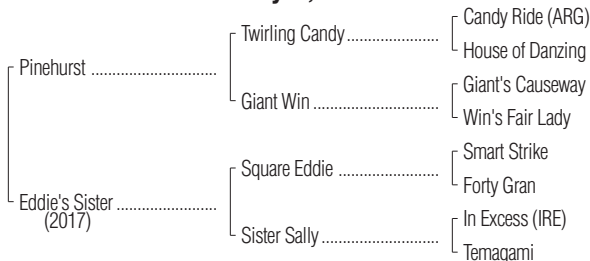 Candy Ride (ARG)
Twirling Candy
House of Danzing
Pinehurst
Giant's Causeway
Giant Win
Win's Fair Lady
Smart Strike
Square Eddie
Forty Gran
Eddie's Sister
(2017)
In Excess (IRE)
Sister Sally
Temagami